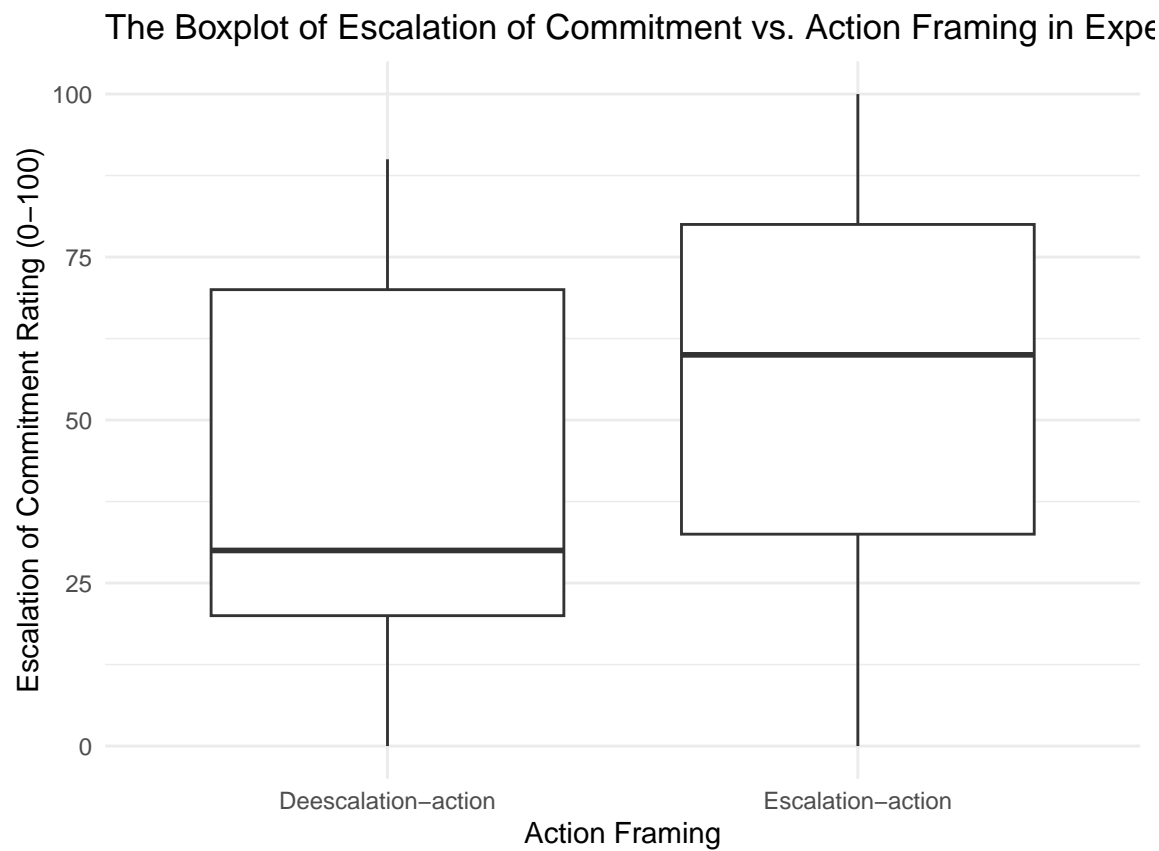 The Boxplot of Escalation of Commitment vs. Action Framing in Expe
Escalation of Commitment Rating (0−100)
100
75
50
25
0
Deescalation−action
Escalation−action
Action Framing